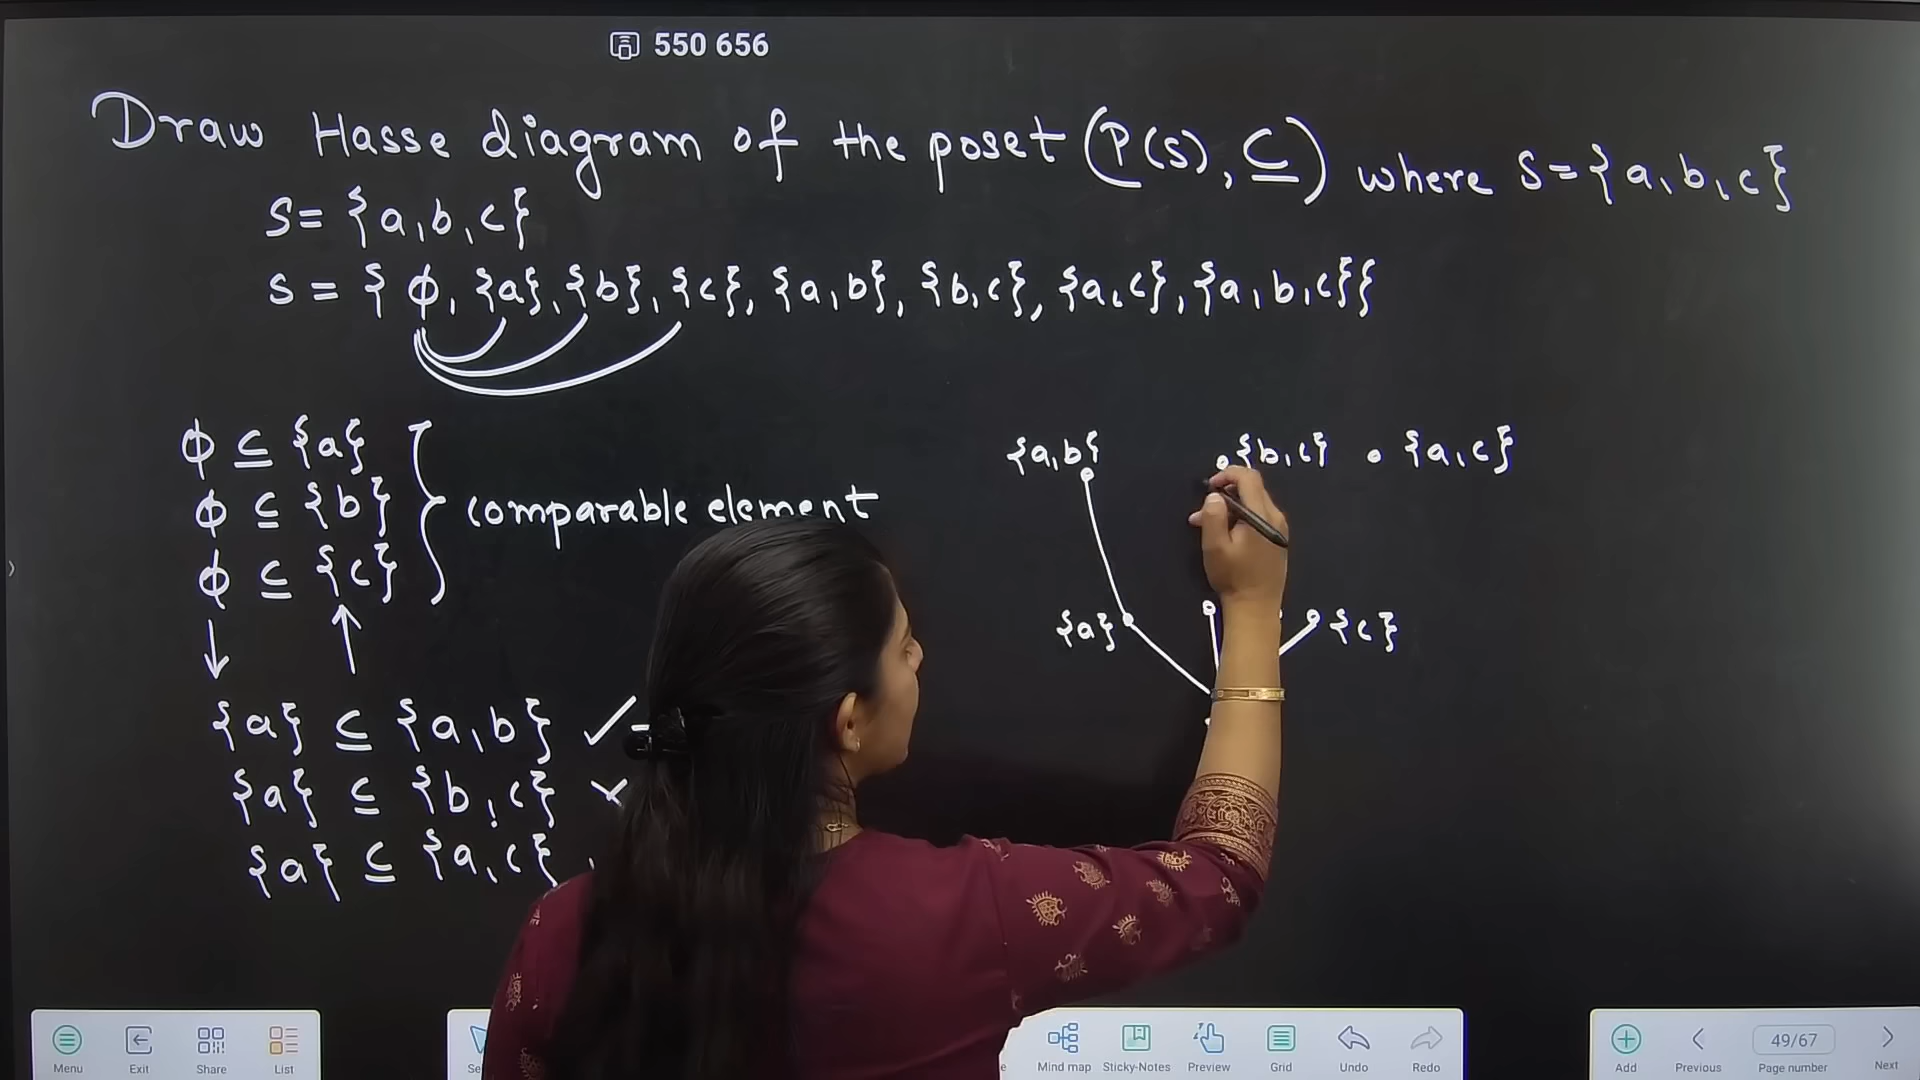 550 656
Draw Hasse diagram of the poset (P(S), ⊆) where S={a,b,c}
S={a,b,c}
S = { ϕ, {a}, {b}, {c}, {a,b}, {b,c}, {a,c}, {a,b,c}{
ϕ ⊆ {a}
ϕ ⊆ {b}
ϕ ⊆ {c}
comparable element
{a} ⊆ {a,b} ✓
{a} ⊆ {b,c} ×
{a} ⊆ {a,c}
{a,b} {b,c} {a,c}
{a} {c}
Menu Exit Share List
Mind map Sticky-Notes Preview Grid Undo Redo
Add Previous 49/67 Page number Next